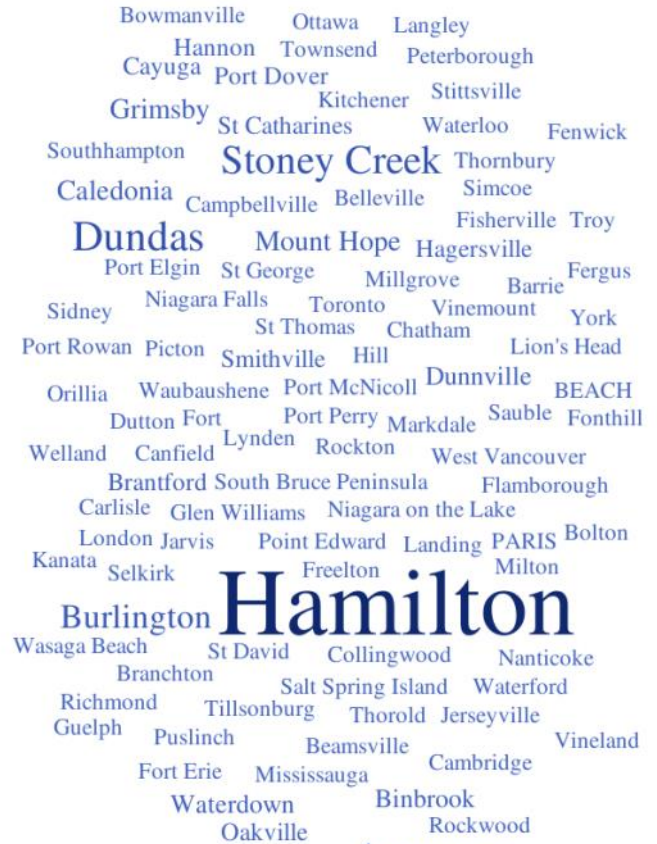 Bowmanville Ottawa Langley
Hannon Townsend Peterborough
Cayuga Port Dover
Kitchener Stittsville
Grimsby
St Catharines Waterloo Fenwick
Southhampton Stoney Creek Thornbury
Caledonia Campbellville Belleville Simcoe
Fisherville Troy
Dundas Mount Hope Hagersville
Port Elgin St George Millgrove Barrie Fergus
Sidney Niagara Falls Toronto Vinemount York
St Thomas Chatham
Port Rowan Picton Smithville Hill Lion's Head
Orillia Waubaushene Port McNicoll Dunnville BEACH
Dutton Fort Port Perry Markdale Sauble Fonthill
Welland Canfield Lynden Rockton West Vancouver
Brantford South Bruce Peninsula Flamborough
Carlisle Glen Williams Niagara on the Lake
London Jarvis Point Edward Landing PARIS Bolton
Kanata Selkirk Freelton Milton
Burlington Hamilton
Wasaga Beach St David Collingwood Nanticoke
Branchton Salt Spring Island Waterford
Richmond Tillsonburg Thorold Jerseyville
Guelph Puslinch Beamsville Vineland
Fort Erie Mississauga Cambridge
Waterdown Binbrook
Oakville Rockwood